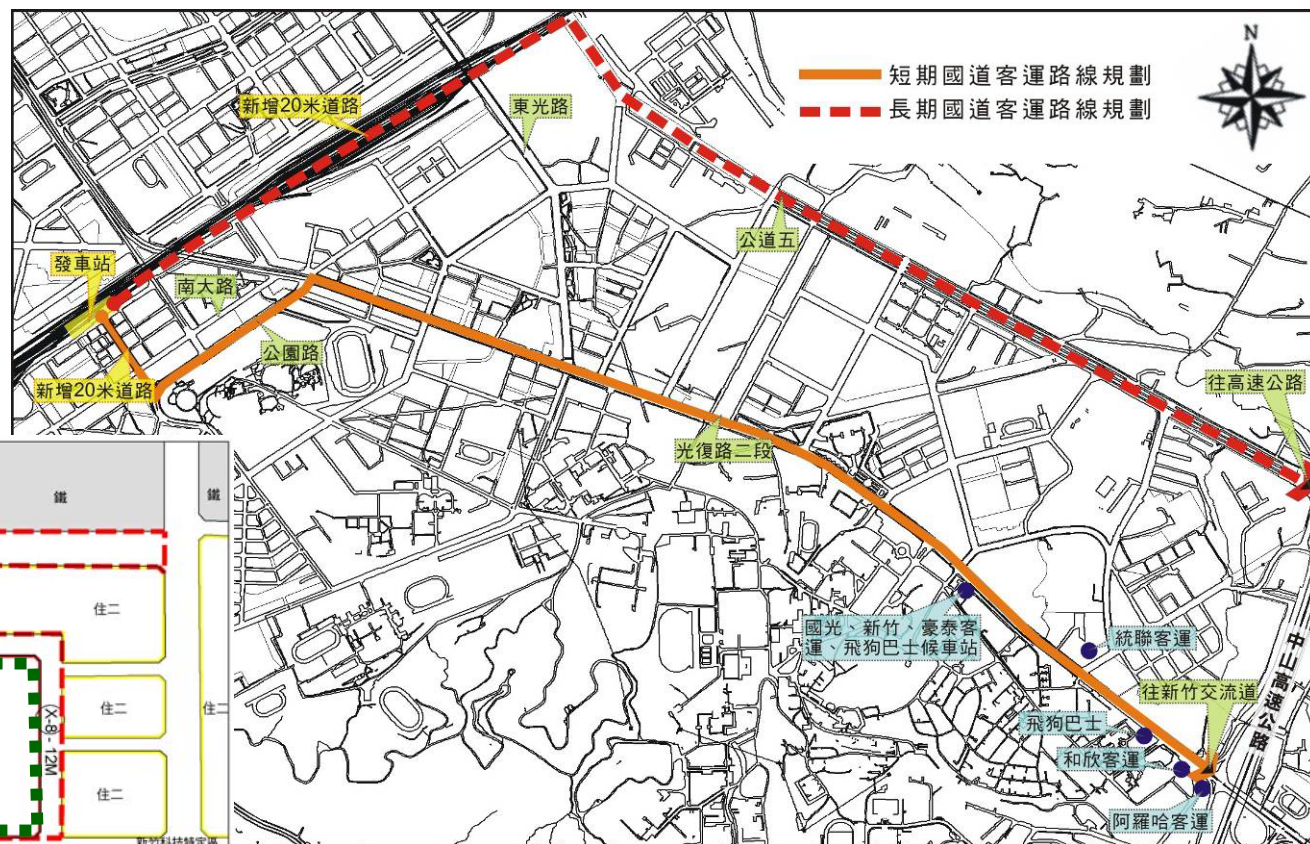 N
短期國道客運路線規劃
長期國道客運路線規劃
新增20米道路
東光路
公道五
發車站
南大路
公園路
新增20米道路
往高速公路
光復路二段
國光、新竹、豪泰客
運、飛狗巴士候車站
統聯客運
往新竹交流道
中山高速公路
飛狗巴士
和欣客運
阿羅哈客運
鐵
鐵
住二
住二
住二
住二
(X-8)-12M